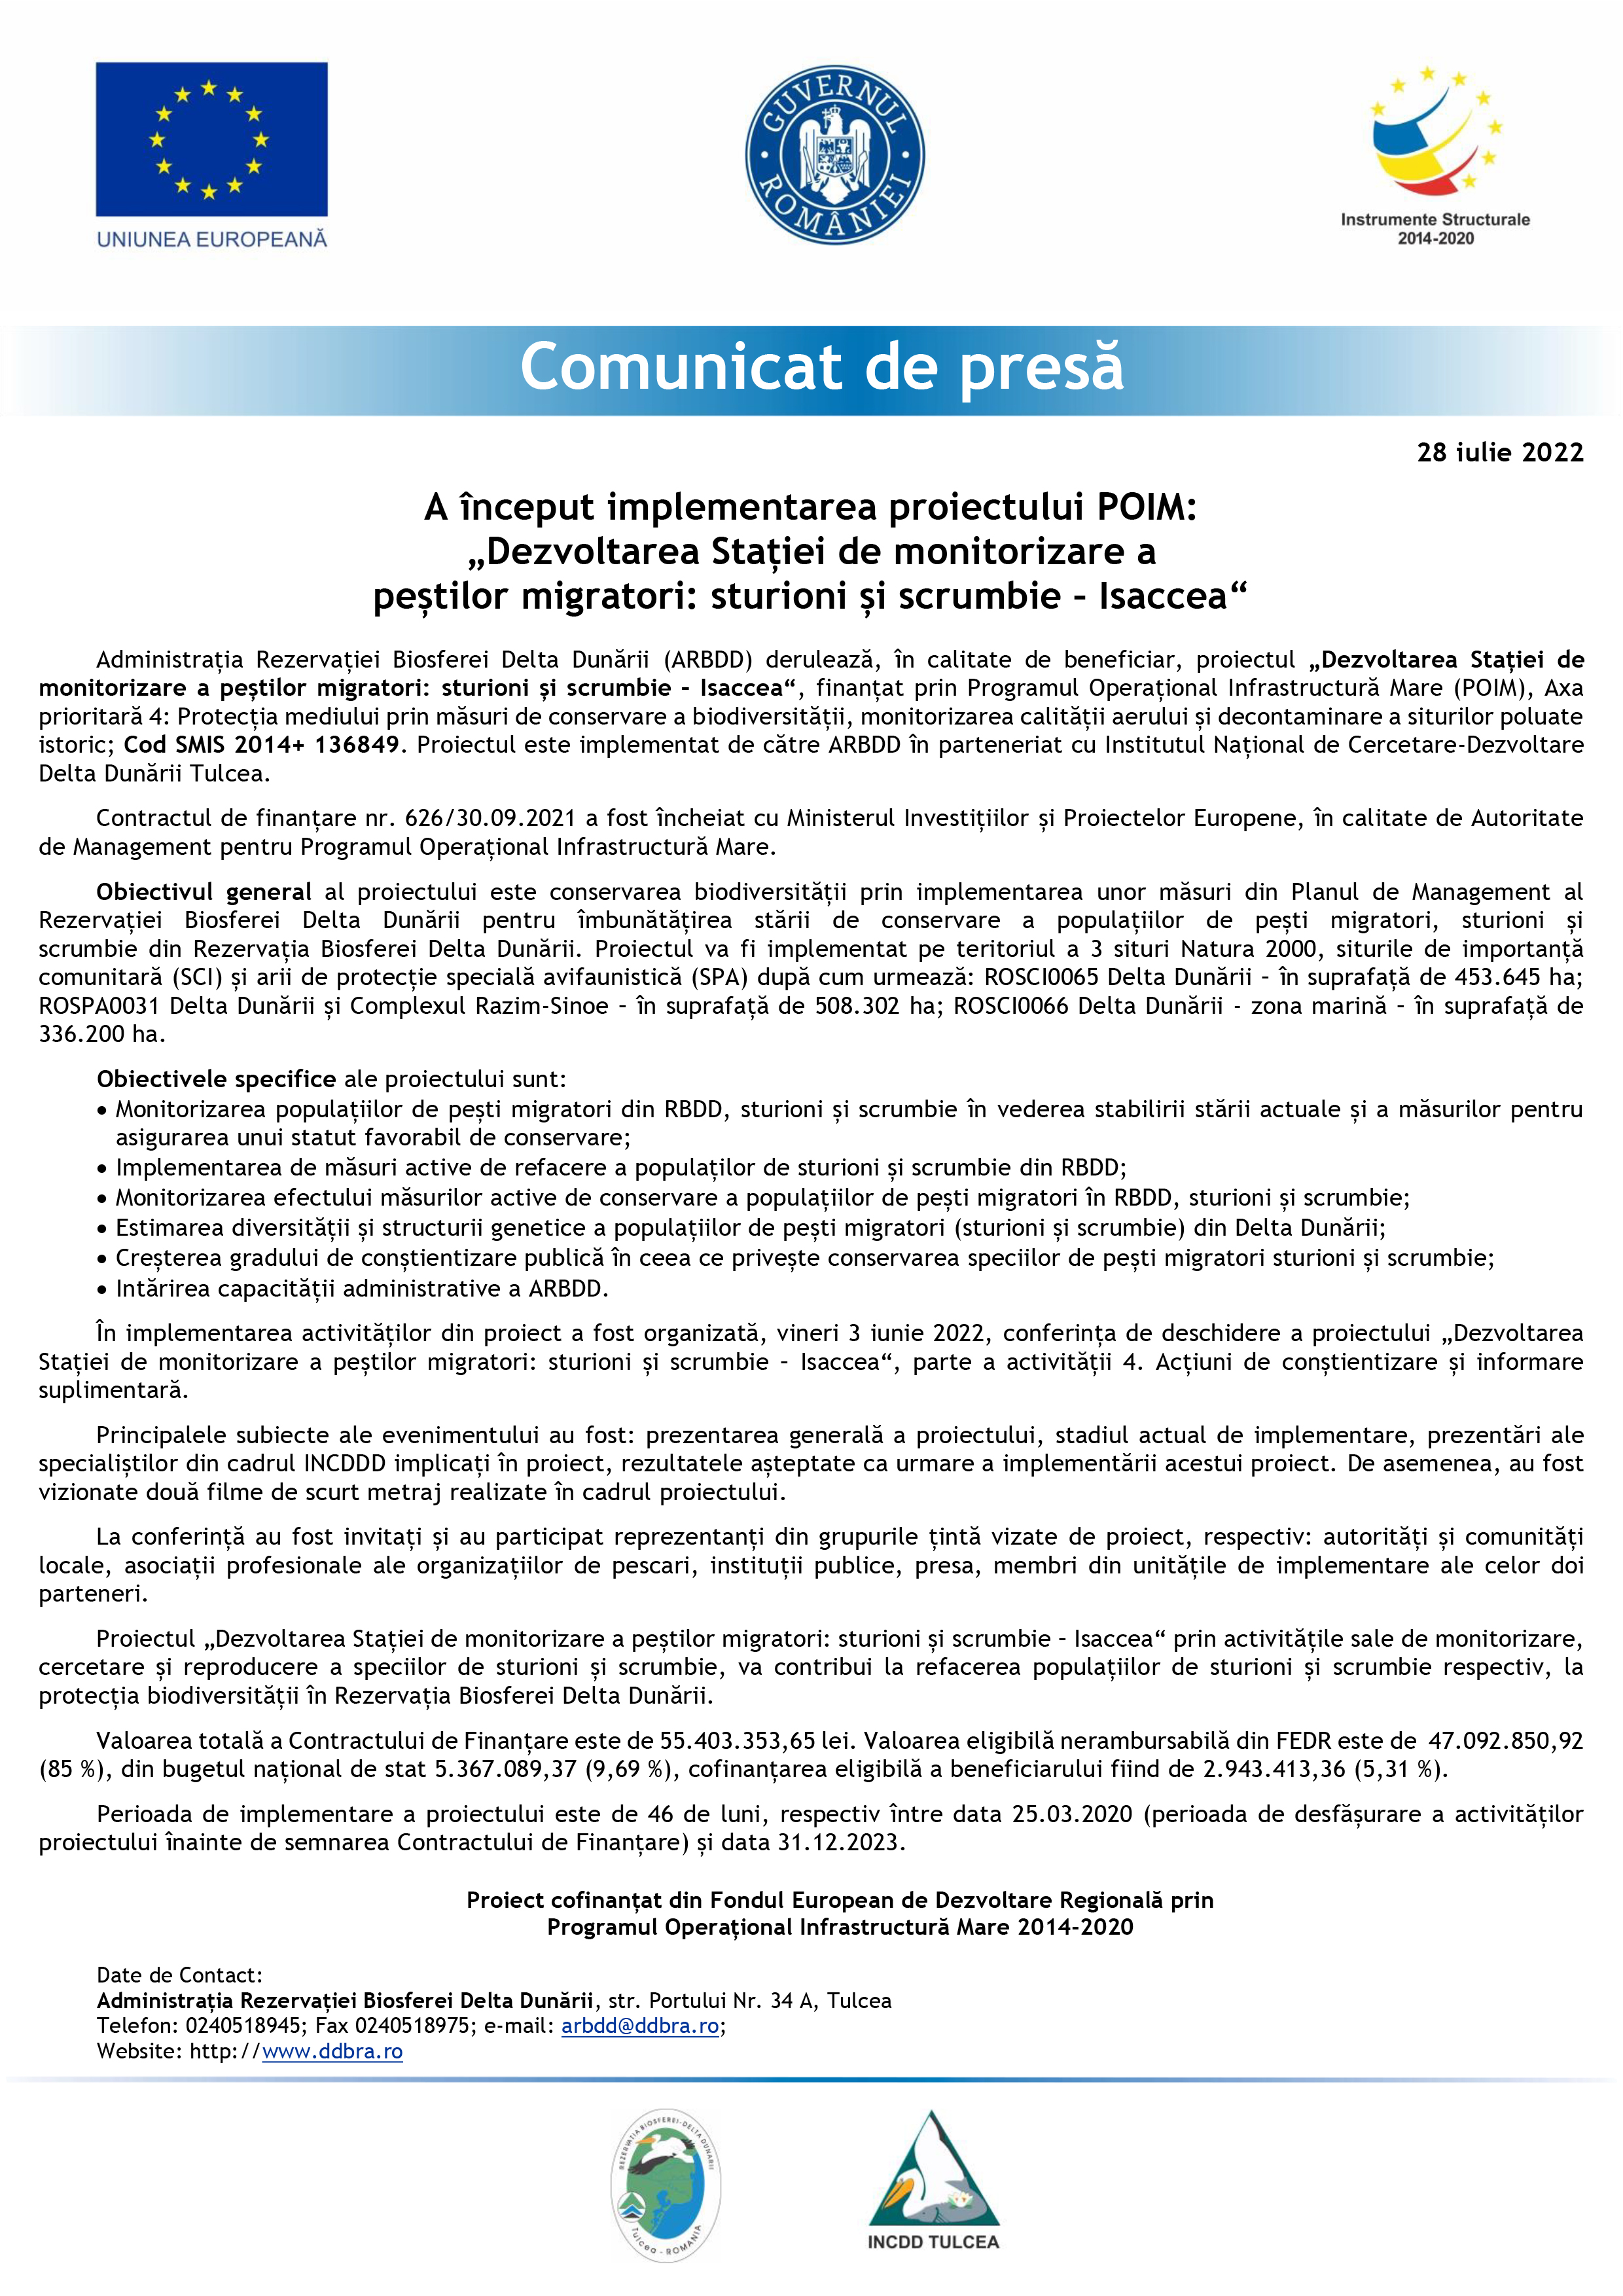 UNIUNEA EUROPEANĂ
GUVERNUL ROMÂNIEI
Instrumente Structurale
2014-2020
Comunicat de presă
28 iulie 2022
A început implementarea proiectului POIM:
„Dezvoltarea Stației de monitorizare a
peștilor migratori: sturioni și scrumbie – Isaccea“
Administrația Rezervației Biosferei Delta Dunării (ARBDD) derulează, în calitate de beneficiar, proiectul „Dezvoltarea Stației de
monitorizare a peștilor migratori: sturioni și scrumbie – Isaccea“, finanțat prin Programul Operațional Infrastructură Mare (POIM), Axa
prioritară 4: Protecția mediului prin măsuri de conservare a biodiversității, monitorizarea calității aerului și decontaminare a siturilor poluate
istoric; Cod SMIS 2014+ 136849. Proiectul este implementat de către ARBDD în parteneriat cu Institutul Național de Cercetare-Dezvoltare
Delta Dunării Tulcea.
Contractul de finanțare nr. 626/30.09.2021 a fost încheiat cu Ministerul Investițiilor și Proiectelor Europene, în calitate de Autoritate
de Management pentru Programul Operațional Infrastructură Mare.
Obiectivul general al proiectului este conservarea biodiversității prin implementarea unor măsuri din Planul de Management al
Rezervației Biosferei Delta Dunării pentru îmbunătățirea stării de conservare a populațiilor de pești migratori, sturioni și
scrumbie din Rezervația Biosferei Delta Dunării. Proiectul va fi implementat pe teritoriul a 3 situri Natura 2000, siturile de importanță
comunitară (SCI) și arii de protecție specială avifaunistică (SPA) după cum urmează: ROSCI0065 Delta Dunării – în suprafață de 453.645 ha;
ROSPA0031 Delta Dunării și Complexul Razim-Sinoe – în suprafață de 508.302 ha; ROSCI0066 Delta Dunării - zona marină – în suprafață de
336.200 ha.
Obiectivele specifice ale proiectului sunt:
• Monitorizarea populațiilor de pești migratori din RBDD, sturioni și scrumbie în vederea stabilirii stării actuale și a măsurilor pentru
asigurarea unui statut favorabil de conservare;
• Implementarea de măsuri active de refacere a populaților de sturioni și scrumbie din RBDD;
• Monitorizarea efectului măsurilor active de conservare a populațiilor de pești migratori în RBDD, sturioni și scrumbie;
• Estimarea diversității și structurii genetice a populațiilor de pești migratori (sturioni și scrumbie) din Delta Dunării;
• Creșterea gradului de conștientizare publică în ceea ce privește conservarea speciilor de pești migratori sturioni și scrumbie;
• Intărirea capacității administrative a ARBDD.
În implementarea activităților din proiect a fost organizată, vineri 3 iunie 2022, conferința de deschidere a proiectului „Dezvoltarea
Stației de monitorizare a peștilor migratori: sturioni și scrumbie – Isaccea“, parte a activității 4. Acțiuni de conștientizare și informare
suplimentară.
Principalele subiecte ale evenimentului au fost: prezentarea generală a proiectului, stadiul actual de implementare, prezentări ale
specialiștilor din cadrul INCDDD implicați în proiect, rezultatele așteptate ca urmare a implementării acestui proiect. De asemenea, au fost
vizionate două filme de scurt metraj realizate în cadrul proiectului.
La conferință au fost invitați și au participat reprezentanți din grupurile țintă vizate de proiect, respectiv: autorități și comunități
locale, asociații profesionale ale organizațiilor de pescari, instituții publice, presa, membri din unitățile de implementare ale celor doi
parteneri.
Proiectul „Dezvoltarea Stației de monitorizare a peștilor migratori: sturioni și scrumbie – Isaccea“ prin activitățile sale de monitorizare,
cercetare și reproducere a speciilor de sturioni și scrumbie, va contribui la refacerea populațiilor de sturioni și scrumbie respectiv, la
protecția biodiversității în Rezervația Biosferei Delta Dunării.
Valoarea totală a Contractului de Finanțare este de 55.403.353,65 lei. Valoarea eligibilă nerambursabilă din FEDR este de 47.092.850,92
(85 %), din bugetul național de stat 5.367.089,37 (9,69 %), cofinanțarea eligibilă a beneficiarului fiind de 2.943.413,36 (5,31 %).
Perioada de implementare a proiectului este de 46 de luni, respectiv între data 25.03.2020 (perioada de desfășurare a activităților
proiectului înainte de semnarea Contractului de Finanțare) și data 31.12.2023.
Proiect cofinanțat din Fondul European de Dezvoltare Regională prin
Programul Operațional Infrastructură Mare 2014-2020
Date de Contact:
Administrația Rezervației Biosferei Delta Dunării, str. Portului Nr. 34 A, Tulcea
Telefon: 0240518945; Fax 0240518975; e-mail: arbdd@ddbra.ro;
Website: http://www.ddbra.ro
REZERVATIA BIOSFEREI-DELTA DUNARII
Tulcea - ROMANIA
INCDD TULCEA